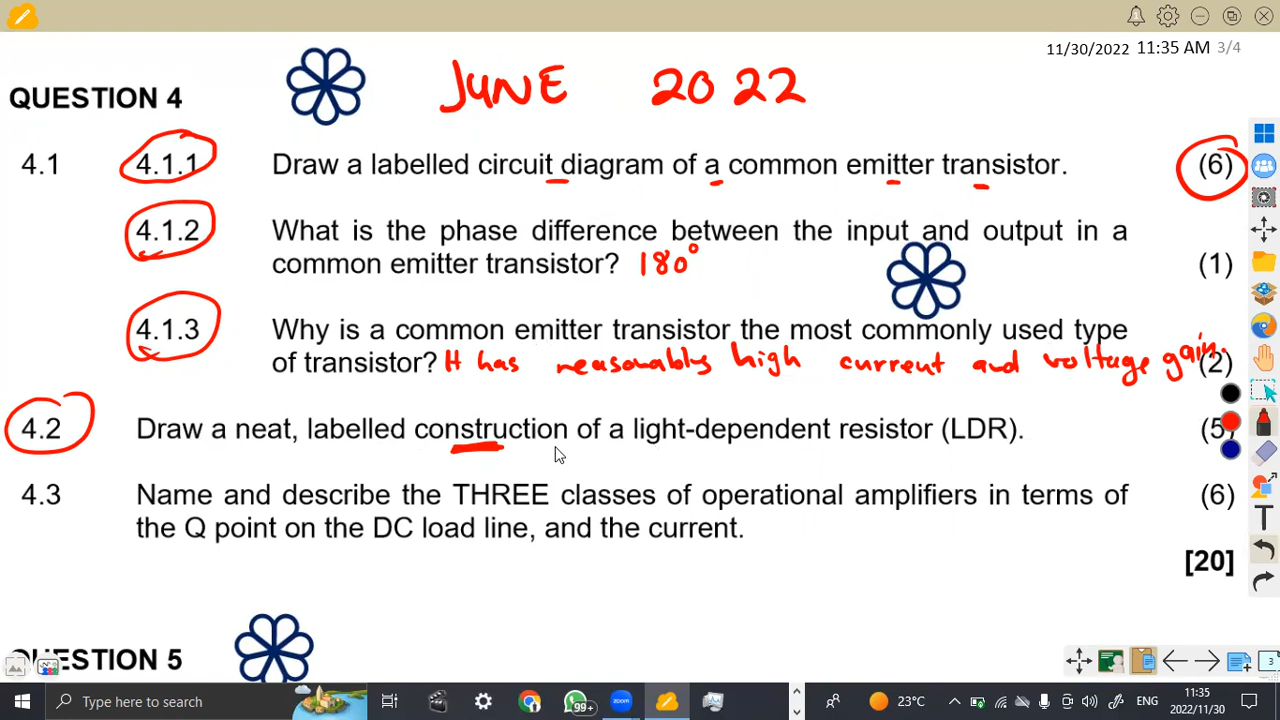 11/30/2022 11:35 AM 3/4
JUNE 2022
QUESTION 4
4.1 4.1.1 Draw a labelled circuit diagram of a common emitter transistor. (6)
4.1.2 What is the phase difference between the input and output in a
common emitter transistor? 180° (1)
4.1.3 Why is a common emitter transistor the most commonly used type
of transistor? It has reasonably high current and voltage gain. (2)
4.2 Draw a neat, labelled construction of a light-dependent resistor (LDR). (5)
4.3 Name and describe the THREE classes of operational amplifiers in terms of (6)
the Q point on the DC load line, and the current.
[20]
QUESTION 5
3
Type here to search
99+
23°C
ENG
11:35
2022/11/30